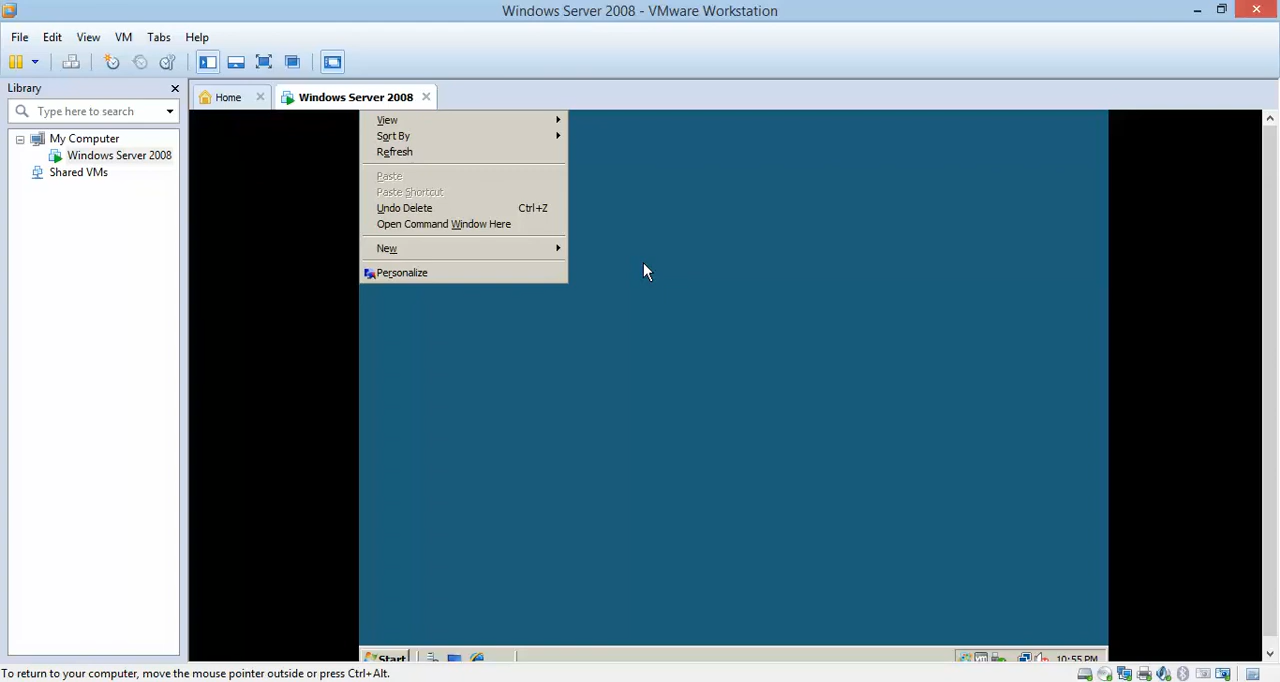 Windows Server 2008 - VMware Workstation
File Edit View VM Tabs Help
Library
Type here to search
My Computer
Windows Server 2008
Shared VMs
Home
Windows Server 2008
View
Sort By
Refresh
Paste
Paste Shortcut
Undo Delete Ctrl+Z
Open Command Window Here
New
Personalize
Start
10:55 PM
To return to your computer, move the mouse pointer outside or press Ctrl+Alt.